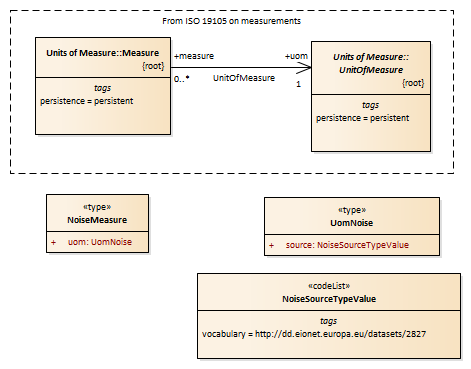 From ISO 19105 on measurements
Units of Measure::Measure
{root}
tags
persistence = persistent
+measure
0..*
UnitOfMeasure
+uom
1
Units of Measure::
UnitOfMeasure
{root}
tags
persistence = persistent
«type»
NoiseMeasure
+ uom: UomNoise
«type»
UomNoise
+ source: NoiseSourceTypeValue
«codeList»
NoiseSourceTypeValue
tags
vocabulary = http://dd.eionet.europa.eu/datasets/2827